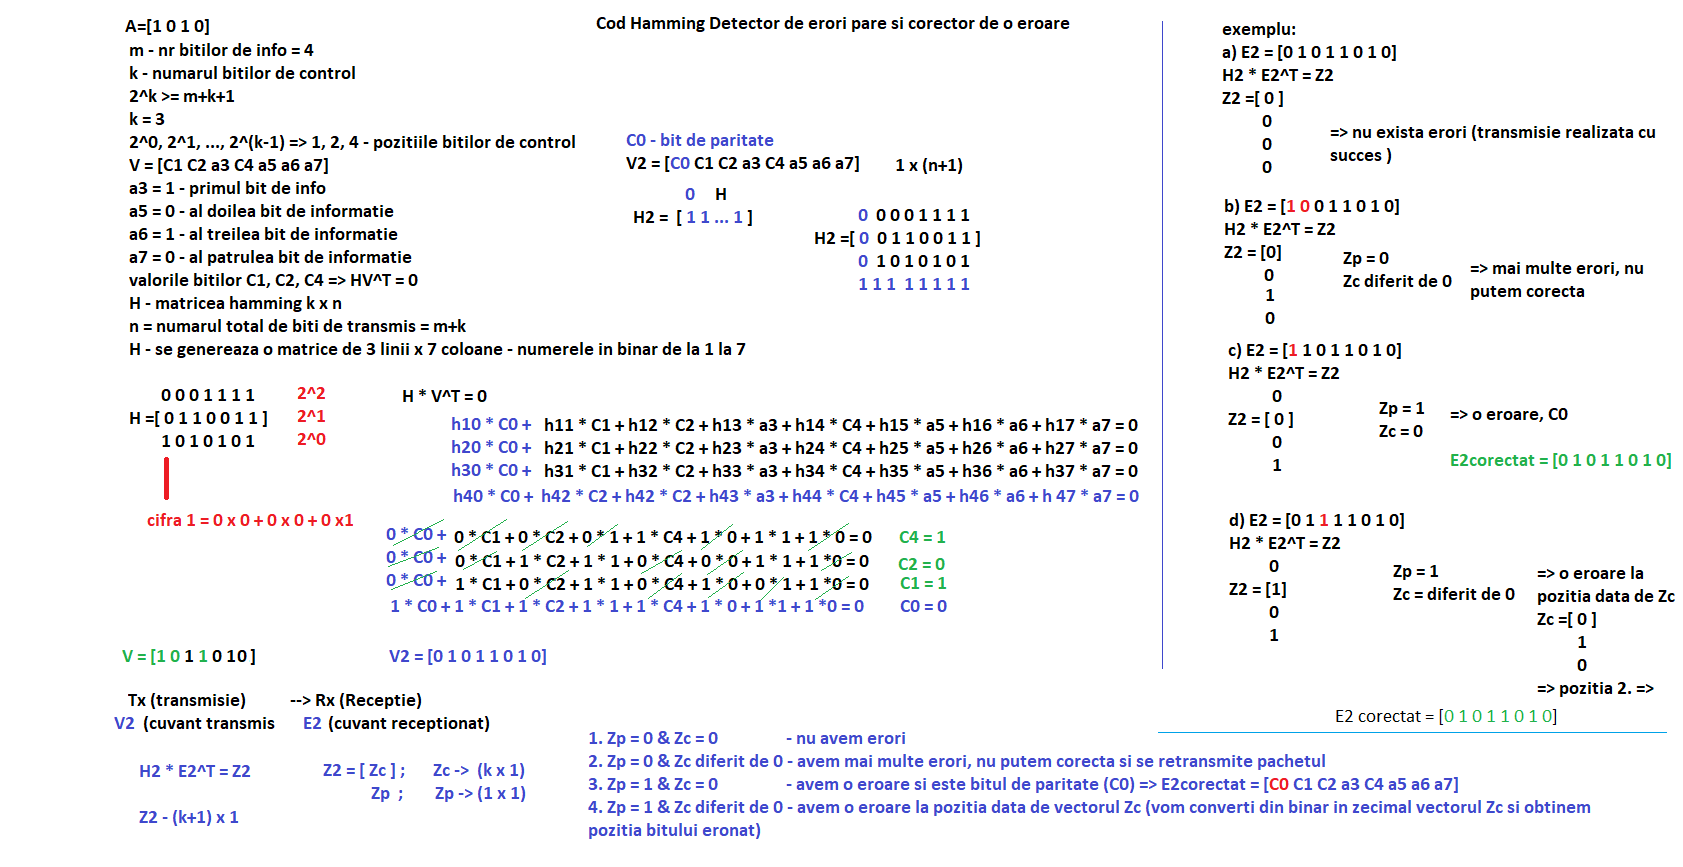 Cod Hamming Detector de erori pare si corector de o eroare
A=[1 0 1 0]
m - nr bitilor de info = 4
k - numarul bitilor de control
2^k >= m+k+1
k = 3
2^0, 2^1, ..., 2^(k-1) => 1, 2, 4 - pozitiile bitilor de control
V = [C1 C2 a3 C4 a5 a6 a7]
a3 = 1 - primul bit de info
a5 = 0 - al doilea bit de informatie
a6 = 1 - al treilea bit de informatie
a7 = 0 - al patrulea bit de informatie
valorile bitilor C1, C2, C4 => HV^T = 0
H - matricea hamming k x n
n = numarul total de biti de transmis = m+k
H - se genereaza o matrice de 3 linii x 7 coloane - numerele in binar de la 1 la 7
C0 - bit de paritate
V2 = [C0 C1 C2 a3 C4 a5 a6 a7] 1 x (n+1)
0 H
H2 = [ 1 1 ... 1 ]
0 0 0 0 1 1 1 1
H2 =[ 0 0 1 1 0 0 1 1 ]
0 1 0 1 0 1 0 1
1 1 1 1 1 1 1 1
0 0 0 1 1 1 1 2^2
H =[ 0 1 1 0 0 1 1 ] 2^1
1 0 1 0 1 0 1 2^0
cifra 1 = 0 x 0 + 0 x 0 + 0 x1
H * V^T = 0
h10 * C0 + h11 * C1 + h12 * C2 + h13 * a3 + h14 * C4 + h15 * a5 + h16 * a6 + h17 * a7 = 0
h20 * C0 + h21 * C1 + h22 * C2 + h23 * a3 + h24 * C4 + h25 * a5 + h26 * a6 + h27 * a7 = 0
h30 * C0 + h31 * C1 + h32 * C2 + h33 * a3 + h34 * C4 + h35 * a5 + h36 * a6 + h37 * a7 = 0
h40 * C0 + h42 * C2 + h42 * C2 + h43 * a3 + h44 * C4 + h45 * a5 + h46 * a6 + h 47 * a7 = 0
0 * C0 + 0 * C1 + 0 * C2 + 0 * 1 + 1 * C4 + 1 * 0 + 1 * 1 + 1 * 0 = 0 C4 = 1
0 * C0 + 0 * C1 + 1 * C2 + 1 * 1 + 0 * C4 + 0 * 0 + 1 * 1 + 1 * 0 = 0 C2 = 0
0 * C0 + 1 * C1 + 0 * C2 + 1 * 1 + 0 * C4 + 1 * 0 + 0 * 1 + 1 * 0 = 0 C1 = 1
1 * C0 + 1 * C1 + 1 * C2 + 1 * 1 + 1 * C4 + 1 * 0 + 1 *1 + 1 *0 = 0 C0 = 0
V = [1 0 1 1 0 10 ] V2 = [0 1 0 1 1 0 1 0]
Tx (transmisie) --> Rx (Receptie)
V2 (cuvant transmis E2 (cuvant receptionat)
H2 * E2^T = Z2 Z2 = [ Zc ] ; Zc -> (k x 1)
Zp ; Zp -> (1 x 1)
Z2 - (k+1) x 1
1. Zp = 0 & Zc = 0 - nu avem erori
2. Zp = 0 & Zc diferit de 0 - avem mai multe erori, nu putem corecta si se retransmite pachetul
3. Zp = 1 & Zc = 0 - avem o eroare si este bitul de paritate (C0) => E2corectat = [C0 C1 C2 a3 C4 a5 a6 a7]
4. Zp = 1 & Zc diferit de 0 - avem o eroare la pozitia data de vectorul Zc (vom converti din binar in zecimal vectorul Zc si obtinem
pozitia bitului eronat)
exemplu:
a) E2 = [0 1 0 1 1 0 1 0]
H2 * E2^T = Z2
Z2 =[ 0 ]
0
0
0
=> nu exista erori (transmisie realizata cu
succes )
b) E2 = [1 0 0 1 1 0 1 0]
H2 * E2^T = Z2
Z2 = [0]
0
1
0
Zp = 0
Zc diferit de 0
=> mai multe erori, nu
putem corecta
c) E2 = [1 1 0 1 1 0 1 0]
H2 * E2^T = Z2
0
Z2 = [ 0 ]
0
1
Zp = 1
Zc = 0
=> o eroare, C0
E2corectat = [0 1 0 1 1 0 1 0]
d) E2 = [0 1 1 1 1 0 1 0]
H2 * E2^T = Z2
0
Z2 = [1]
0
1
Zp = 1
Zc = diferit de 0
=> o eroare la
pozitia data de Zc
Zc =[ 0 ]
1
0
=> pozitia 2. =>
E2 corectat = [0 1 0 1 1 0 1 0]